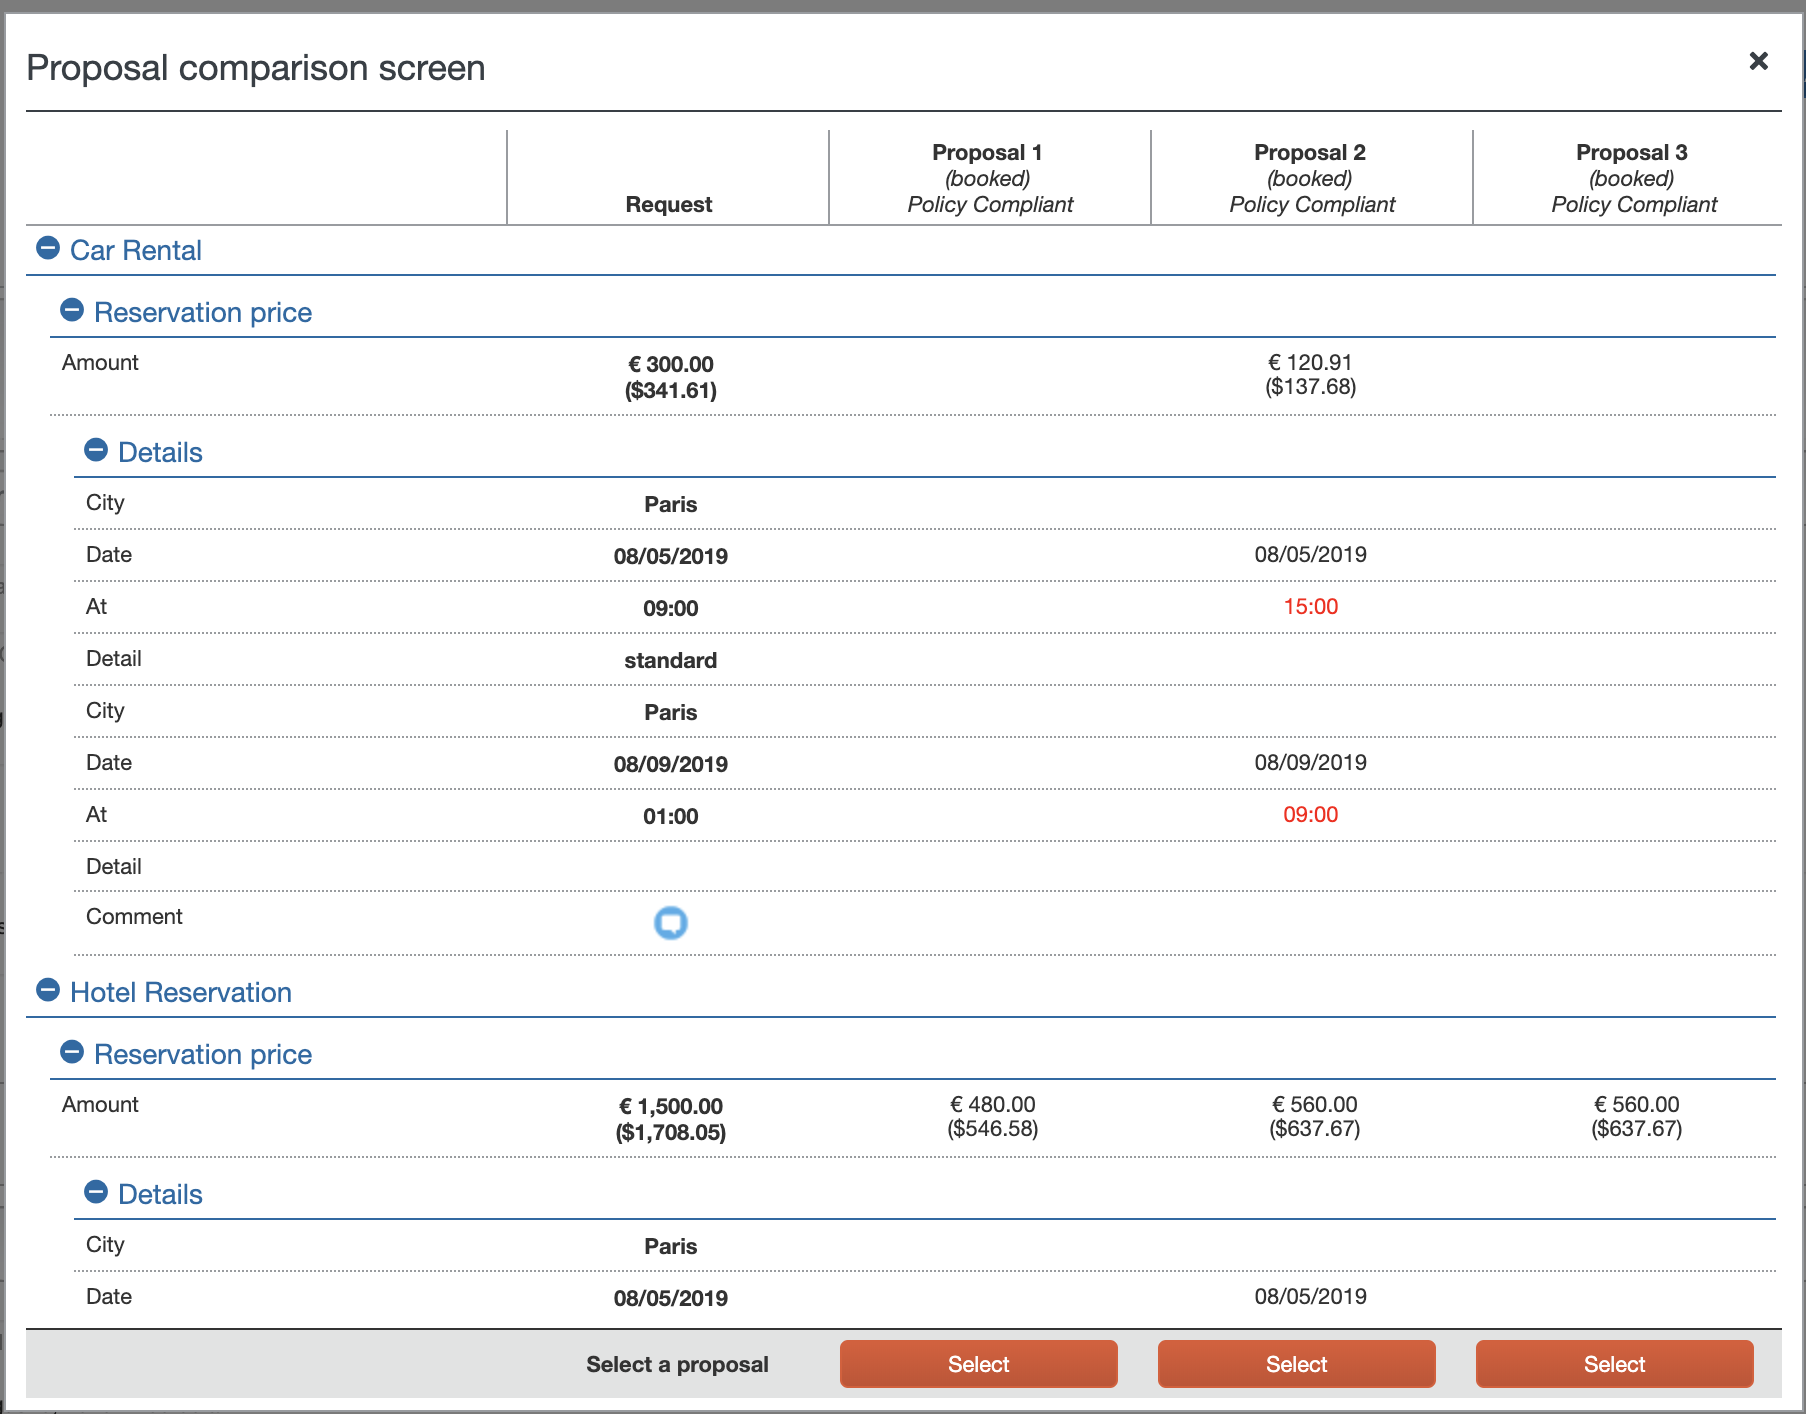 Proposal comparison screen
Request
Proposal 1
(booked)
Policy Compliant
Proposal 2
(booked)
Policy Compliant
Proposal 3
(booked)
Policy Compliant
Car Rental
Reservation price
Amount € 300.00 € 120.91
($341.61) ($137.68)
Details
City Paris
Date 08/05/2019 08/05/2019
At 09:00 15:00
Detail standard
City Paris
Date 08/09/2019 08/09/2019
At 01:00 09:00
Detail
Comment
Hotel Reservation
Reservation price
Amount € 1,500.00 € 480.00 € 560.00 € 560.00
($1,708.05) ($546.58) ($637.67) ($637.67)
Details
City Paris
Date 08/05/2019 08/05/2019
Select a proposal Select Select Select